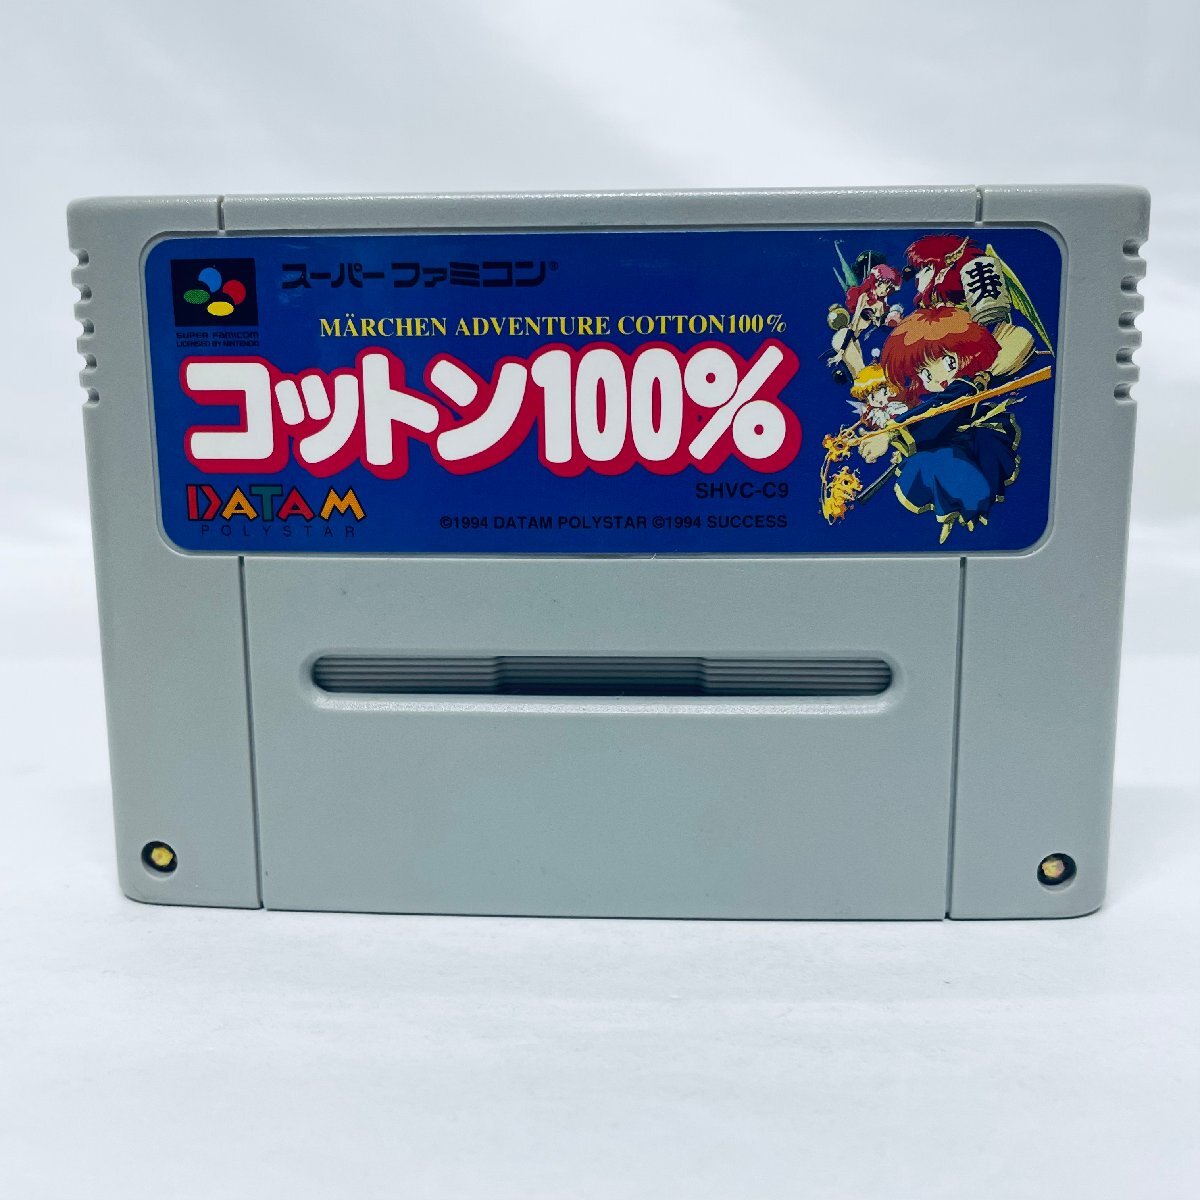 スーパーファミコン®
SUPER FAMICOM
LICENSED BY NINTENDO
MÄRCHEN ADVENTURE COTTON100%
コットン100%
寿
SHVC-C9
DATAM
POLYSTAR
©1994 DATAM POLYSTAR ©1994 SUCCESS